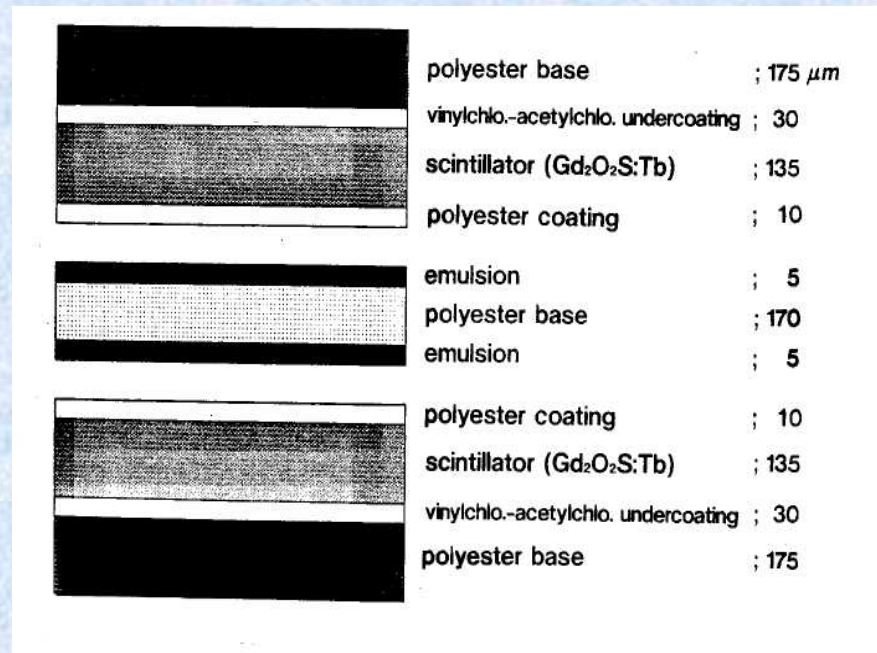 polyester base ; 175 μm
vinylchlo.-acetylchlo. undercoating ; 30
scintillator (Gd₂O₂S:Tb) ; 135
polyester coating ; 10
emulsion ; 5
polyester base ; 170
emulsion ; 5
polyester coating ; 10
scintillator (Gd₂O₂S:Tb) ; 135
vinylchlo.-acetylchlo. undercoating ; 30
polyester base ; 175